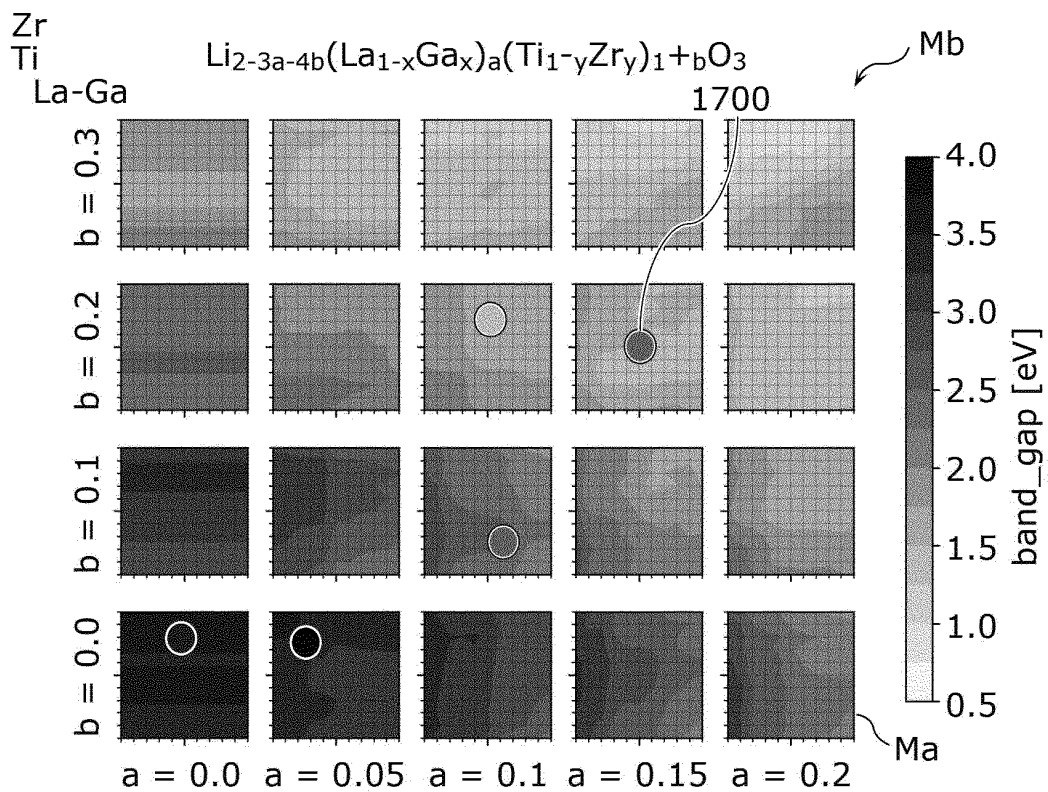 Zr
Ti
La-Ga
Li2-3a-4b(La1-xGax)a(Ti1-yZry)1+bO3
Mb
1700
b = 0.3
b = 0.2
b = 0.1
b = 0.0
a = 0.0
a = 0.05
a = 0.1
a = 0.15
a = 0.2
4.0
3.5
3.0
2.5
2.0
1.5
1.0
0.5
band_gap [eV]
Ma